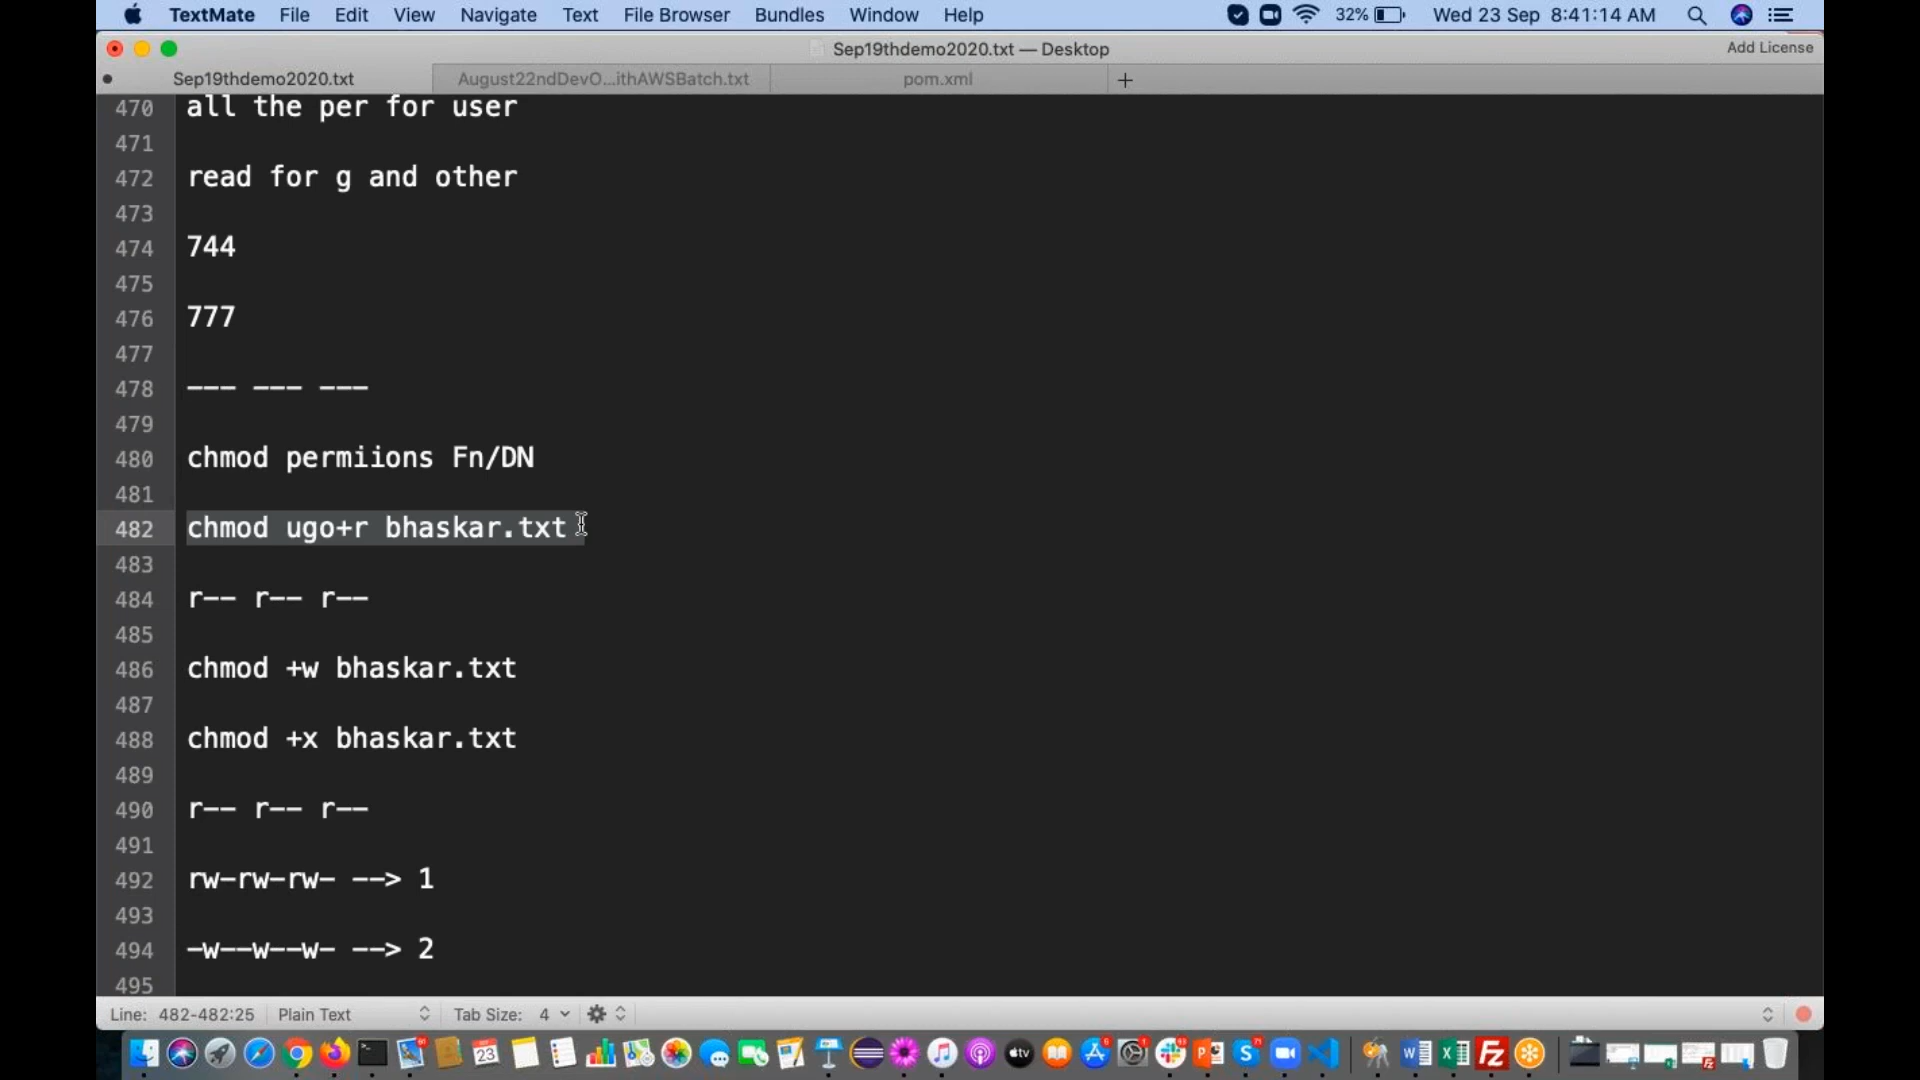 TextMate File Edit View Navigate Text File Browser Bundles Window Help 32% Wed 23 Sep 8:41:14 AM
Sep19thdemo2020.txt — Desktop Add License
Sep19thdemo2020.txt August22ndDevO...ithAWSBatch.txt pom.xml +
470 all the per for user
471
472 read for g and other
473
474 744
475
476 777
477
478 --- --- ---
479
480 chmod permiions Fn/DN
481
482 chmod ugo+r bhaskar.txt
483
484 r-- r-- r--
485
486 chmod +w bhaskar.txt
487
488 chmod +x bhaskar.txt
489
490 r-- r-- r--
491
492 rw-rw-rw- --> 1
493
494 -w--w--w- --> 2
495
Line: 482-482:25 Plain Text Tab Size: 4